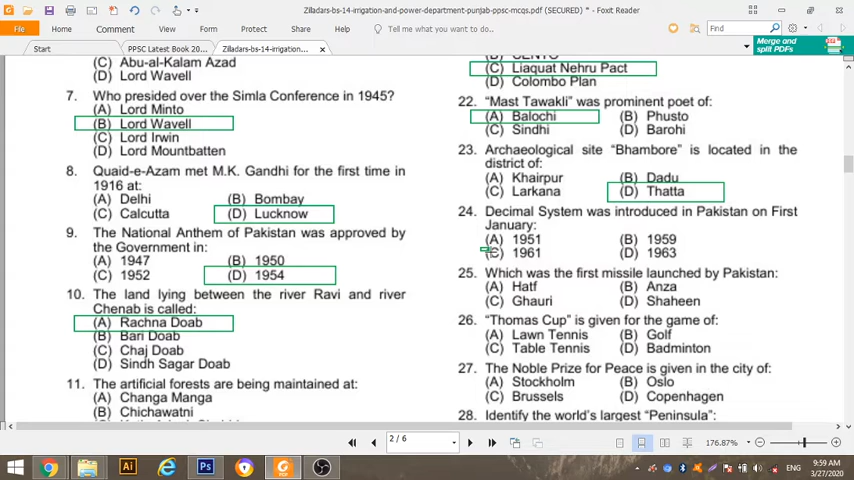 Zilladars-bs-14-irrigation-and-power-department-punjab-ppsc-mcqs.pdf (SECURED) * - Foxit Reader
File
Home
Comment
View
Form
Protect
Share
Help
Tell me what you want to do...
Find
Start
PPSC Latest Book 20...
Zilladars-bs-14-irrigation-...
Merge and
split PDFs
(C) Abu-al-Kalam Azad
(D) Lord Wavell
7. Who presided over the Simla Conference in 1945?
(A) Lord Minto
(B) Lord Wavell
(C) Lord Irwin
(D) Lord Mountbatten
8. Quaid-e-Azam met M.K. Gandhi for the first time in
1916 at:
(A) Delhi (B) Bombay
(C) Calcutta (D) Lucknow
9. The National Anthem of Pakistan was approved by
the Government in:
(A) 1947 (B) 1950
(C) 1952 (D) 1954
10. The land lying between the river Ravi and river
Chenab is called:
(A) Rachna Doab
(B) Bari Doab
(C) Chaj Doab
(D) Sindh Sagar Doab
11. The artificial forests are being maintained at:
(A) Changa Manga
(B) Chichawatni
(B) CENTO
(C) Liaquat Nehru Pact
(D) Colombo Plan
22. “Mast Tawakli” was prominent poet of:
(A) Balochi (B) Phusto
(C) Sindhi (D) Barohi
23. Archaeological site “Bhambore” is located in the
district of:
(A) Khairpur (B) Dadu
(C) Larkana (D) Thatta
24. Decimal System was introduced in Pakistan on First
January:
(A) 1951 (B) 1959
(C) 1961 (D) 1963
25. Which was the first missile launched by Pakistan:
(A) Hatf (B) Anza
(C) Ghauri (D) Shaheen
26. “Thomas Cup” is given for the game of:
(A) Lawn Tennis (B) Golf
(C) Table Tennis (D) Badminton
27. The Noble Prize for Peace is given in the city of:
(A) Stockholm (B) Oslo
(C) Brussels (D) Copenhagen
28. Identify the world's largest “Peninsula”:
2 / 6
176.87%
Ai
Ps
ENG
9:59 AM
3/27/2020